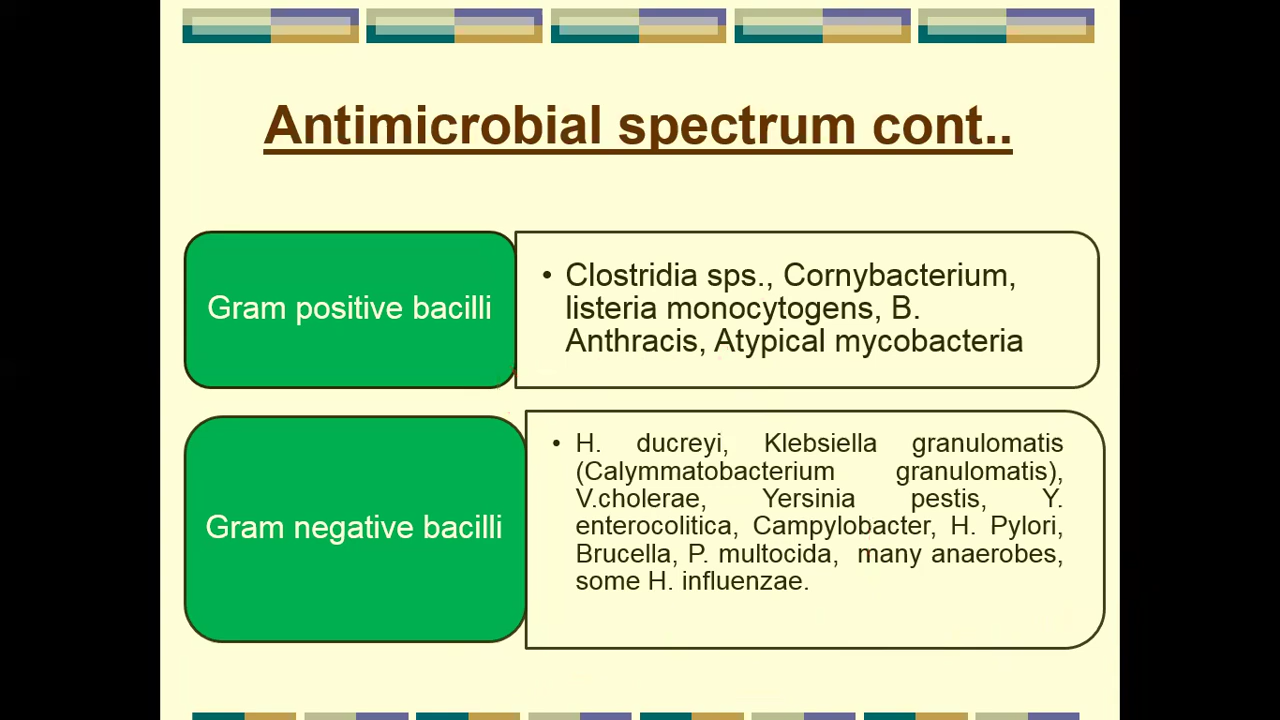 Antimicrobial spectrum cont..
Gram positive bacilli
• Clostridia sps., Cornybacterium,
listeria monocytogens, B.
Anthracis, Atypical mycobacteria
Gram negative bacilli
• H. ducreyi, Klebsiella granulomatis
(Calymmatobacterium granulomatis),
V.cholerae, Yersinia pestis, Y.
enterocolitica, Campylobacter, H. Pylori,
Brucella, P. multocida, many anaerobes,
some H. influenzae.